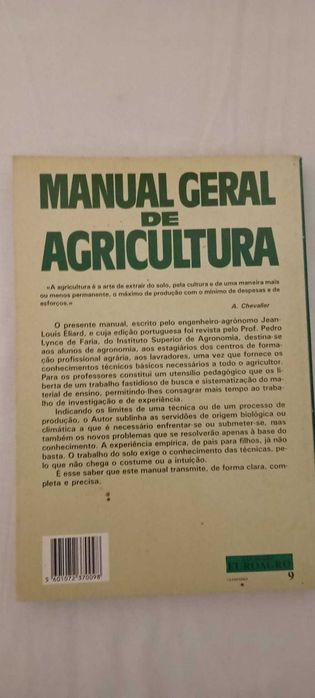 MANUAL GERAL
DE
AGRICULTURA
«A agricultura é a arte de extrair do solo, pela cultura e de uma maneira mais
ou menos permanente, o máximo de produção com o mínimo de despesas e de
esforços.»
A. Chevalier
O presente manual, escrito pelo engenheiro-agrónomo Jean-
Louis Eliard, e cuja edição portuguesa foi revista pelo Prof. Pedro
Lynce de Faria, do Instituto Superior de Agronomia, destina-se
aos alunos de agronomia, aos estagiários dos centros de forma-
ção profissional agrária, aos lavradores, uma vez que fornece os
conhecimentos técnicos básicos necessários a todo o agricultor.
Para os professores constitui um utensílio pedagógico que os li-
berta de um trabalho fastidioso de busca e sistematização do ma-
terial de ensino, permitindo-lhes consagrar mais tempo ao traba-
lho de investigação e de experiência.
Indicando os limites de uma técnica ou de um processo de
produção, o Autor sublinha as servidões de origem biológica ou
climática a que é necessário enfrentar-se ou submeter-se, mas
também os novos problemas que se resolverão apenas à base do
conhecimento. A experiência empírica, de pais para filhos, já não
basta. O trabalho do solo exige o conhecimento das técnicas, pe-
lo que não chega o costume ou a intuição.
É esse saber que este manual transmite, de forma clara, com-
pleta e precisa.
5 601072 370098
EUROAGRO
9